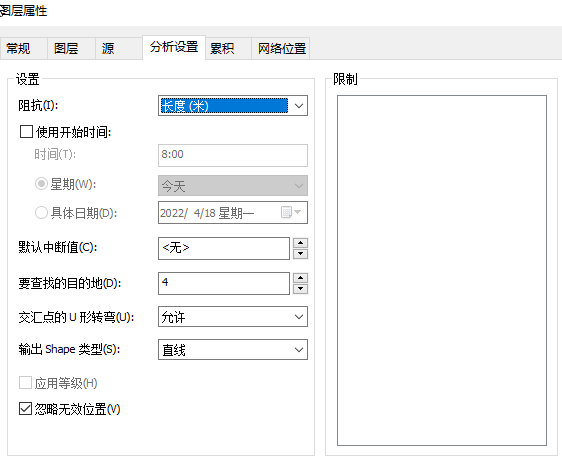 图层属性
常规 图层 源 分析设置 累积 网络位置
设置
阻抗(I): 长度 (米)
使用开始时间:
时间(T): 8:00
星期(W): 今天
具体日期(D): 2022/ 4/18 星期一
默认中断值(C): <无>
要查找的目的地(D): 4
交汇点的 U 形转弯(U): 允许
输出 Shape 类型(S): 直线
应用等级(H)
忽略无效位置(V)
限制